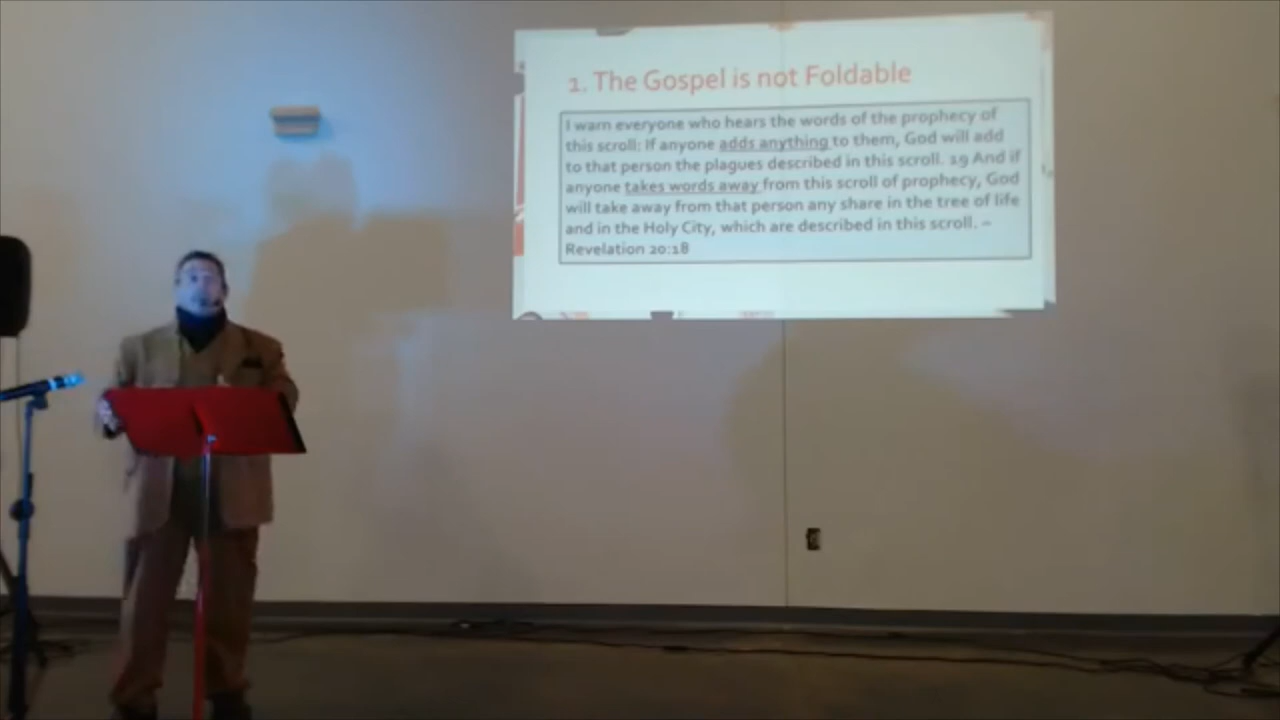 1. The Gospel is not Foldable
I warn everyone who hears the words of the prophecy of
this scroll: If anyone adds anything to them, God will add
to that person the plagues described in this scroll. 19 And if
anyone takes words away from this scroll of prophecy, God
will take away from that person any share in the tree of life
and in the Holy City, which are described in this scroll. –
Revelation 20:18